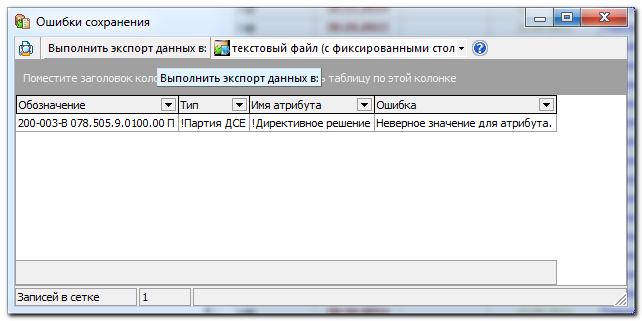 Ошибки сохранения
Выполнить экспорт данных в: текстовый файл (с фиксированными стол
Поместите заголовок коло
Выполнить экспорт данных в:
ь таблицу по этой колонке
Обозначение Тип Имя атрибута Ошибка
200-003-В 078.505.9.0100.00 П !Партия ДСЕ !Директивное решение Неверное значение для атрибута.
Записей в сетке 1